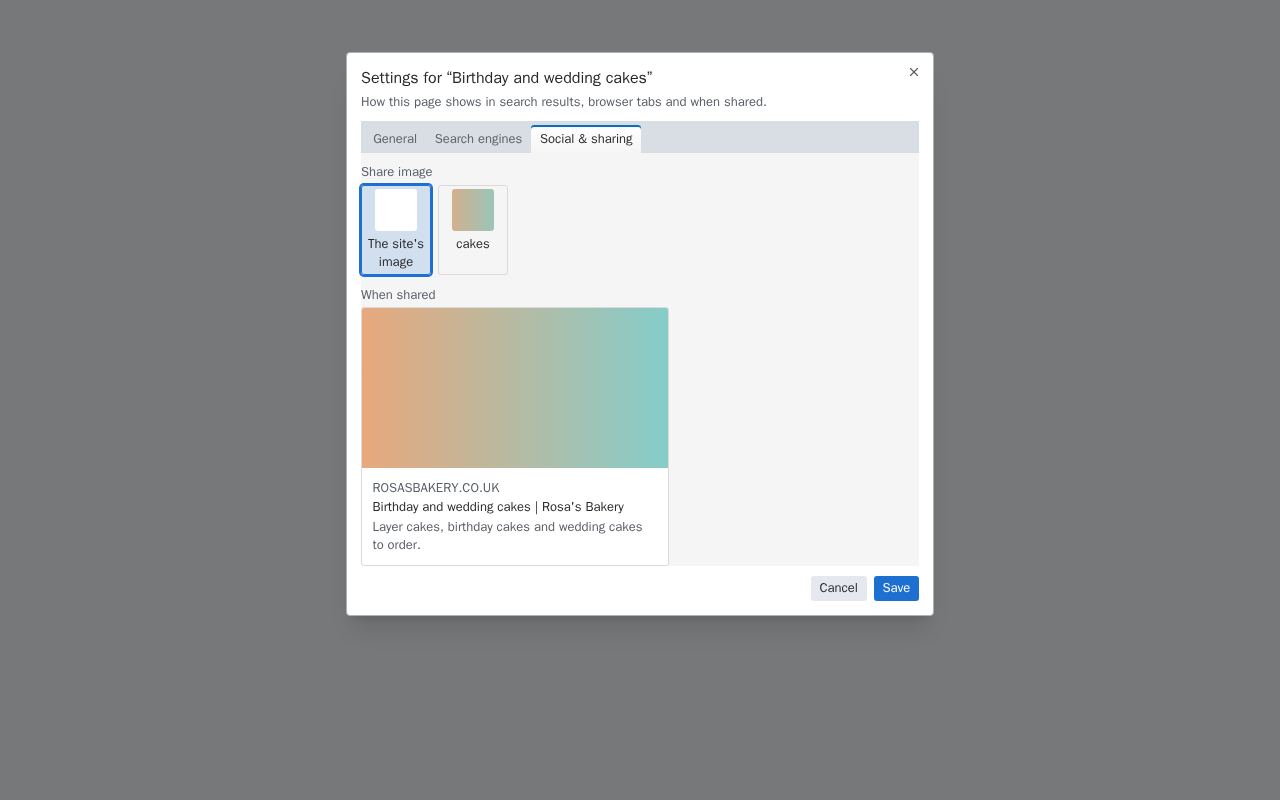 Settings for “Birthday and wedding cakes”
How this page shows in search results, browser tabs and when shared.
General
Search engines
Social & sharing
Share image
The site's
image
cakes
When shared
ROSASBAKERY.CO.UK
Birthday and wedding cakes | Rosa's Bakery
Layer cakes, birthday cakes and wedding cakes
to order.
Cancel
Save